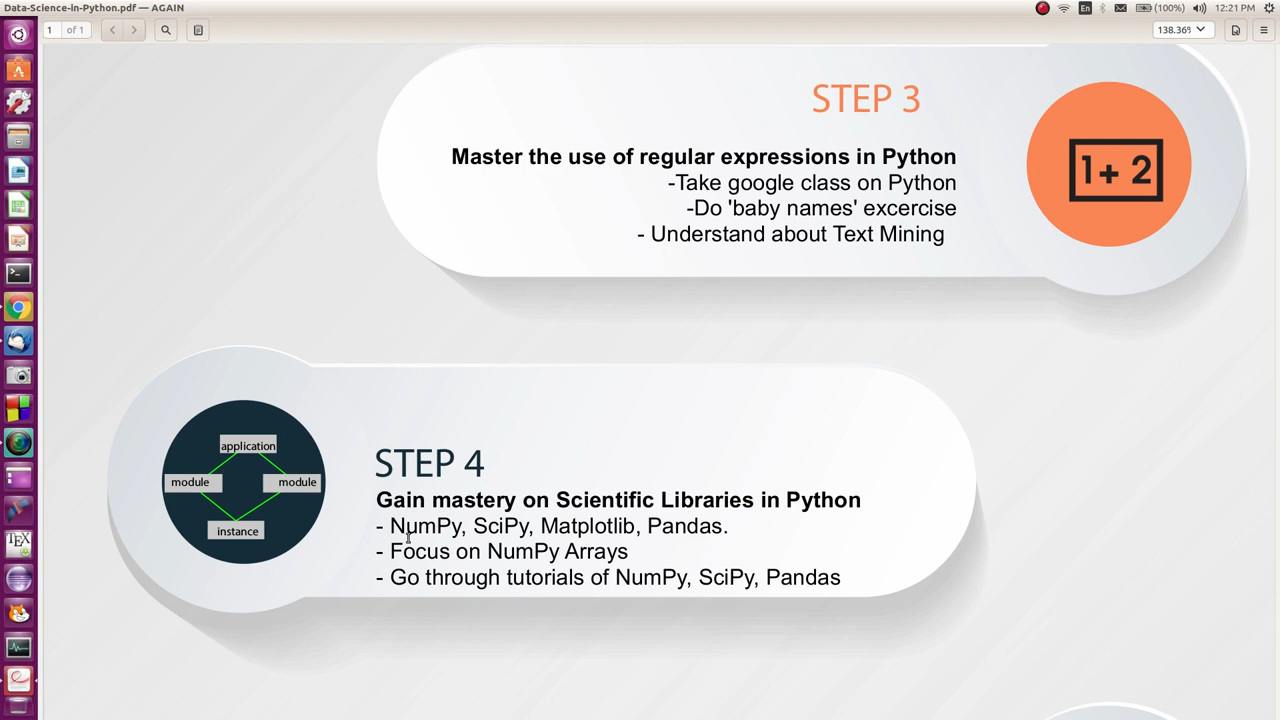 Data-Science-In-Python.pdf — AGAIN
En
(100%)
12:21 PM
1
of 1
138.36%
STEP 3
Master the use of regular expressions in Python
-Take google class on Python
-Do 'baby names' excercise
- Understand about Text Mining
1+ 2
application
module
module
instance
STEP 4
Gain mastery on Scientific Libraries in Python
- NumPy, SciPy, Matplotlib, Pandas.
- Focus on NumPy Arrays
- Go through tutorials of NumPy, SciPy, Pandas
TEX